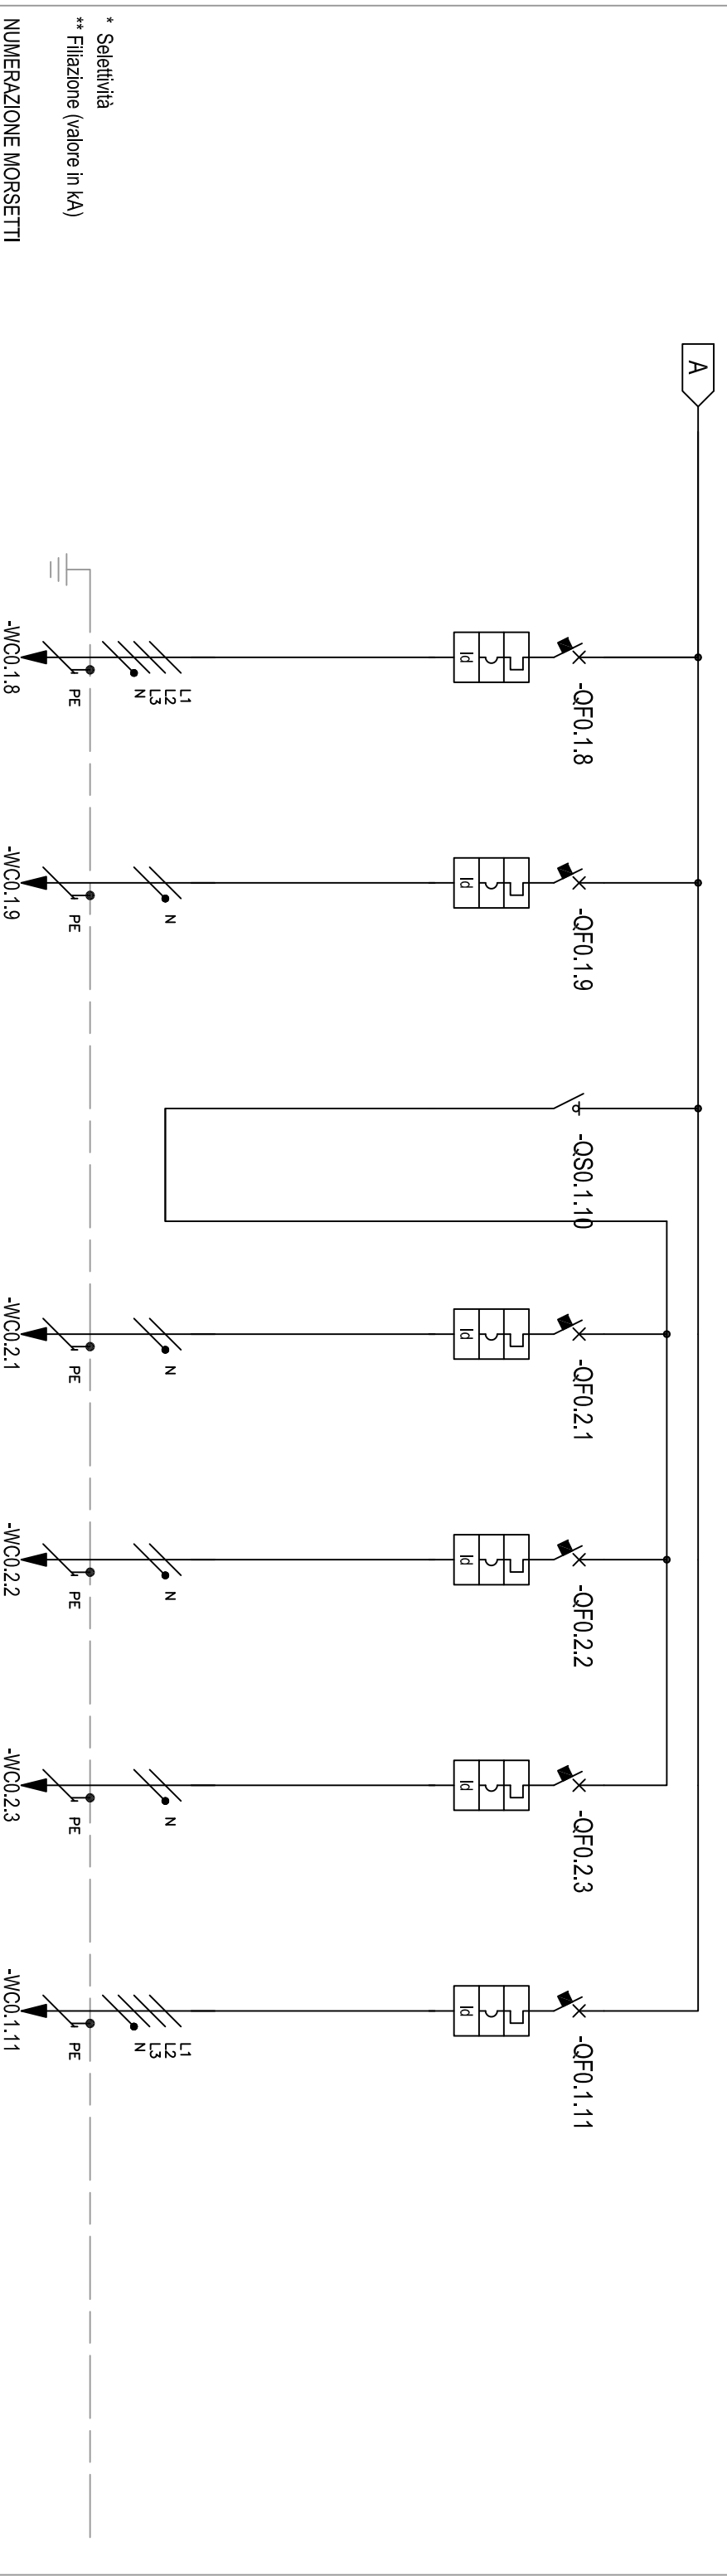 A
-QF0.1.8
-QF0.1.9
-QS0.1.10
-QF0.2.1
-QF0.2.2
-QF0.2.3
-QF0.1.11
Id
Id
Id
Id
Id
Id
L1
L2
L3
N
N
N
N
N
L1
L2
L3
N
* Selettività
** Filiazione (valore in kA)
PE
PE
PE
PE
PE
PE
NUMERAZIONE MORSETTI
-WC0.1.8
-WC0.1.9
-WC0.2.1
-WC0.2.2
-WC0.2.3
-WC0.1.11